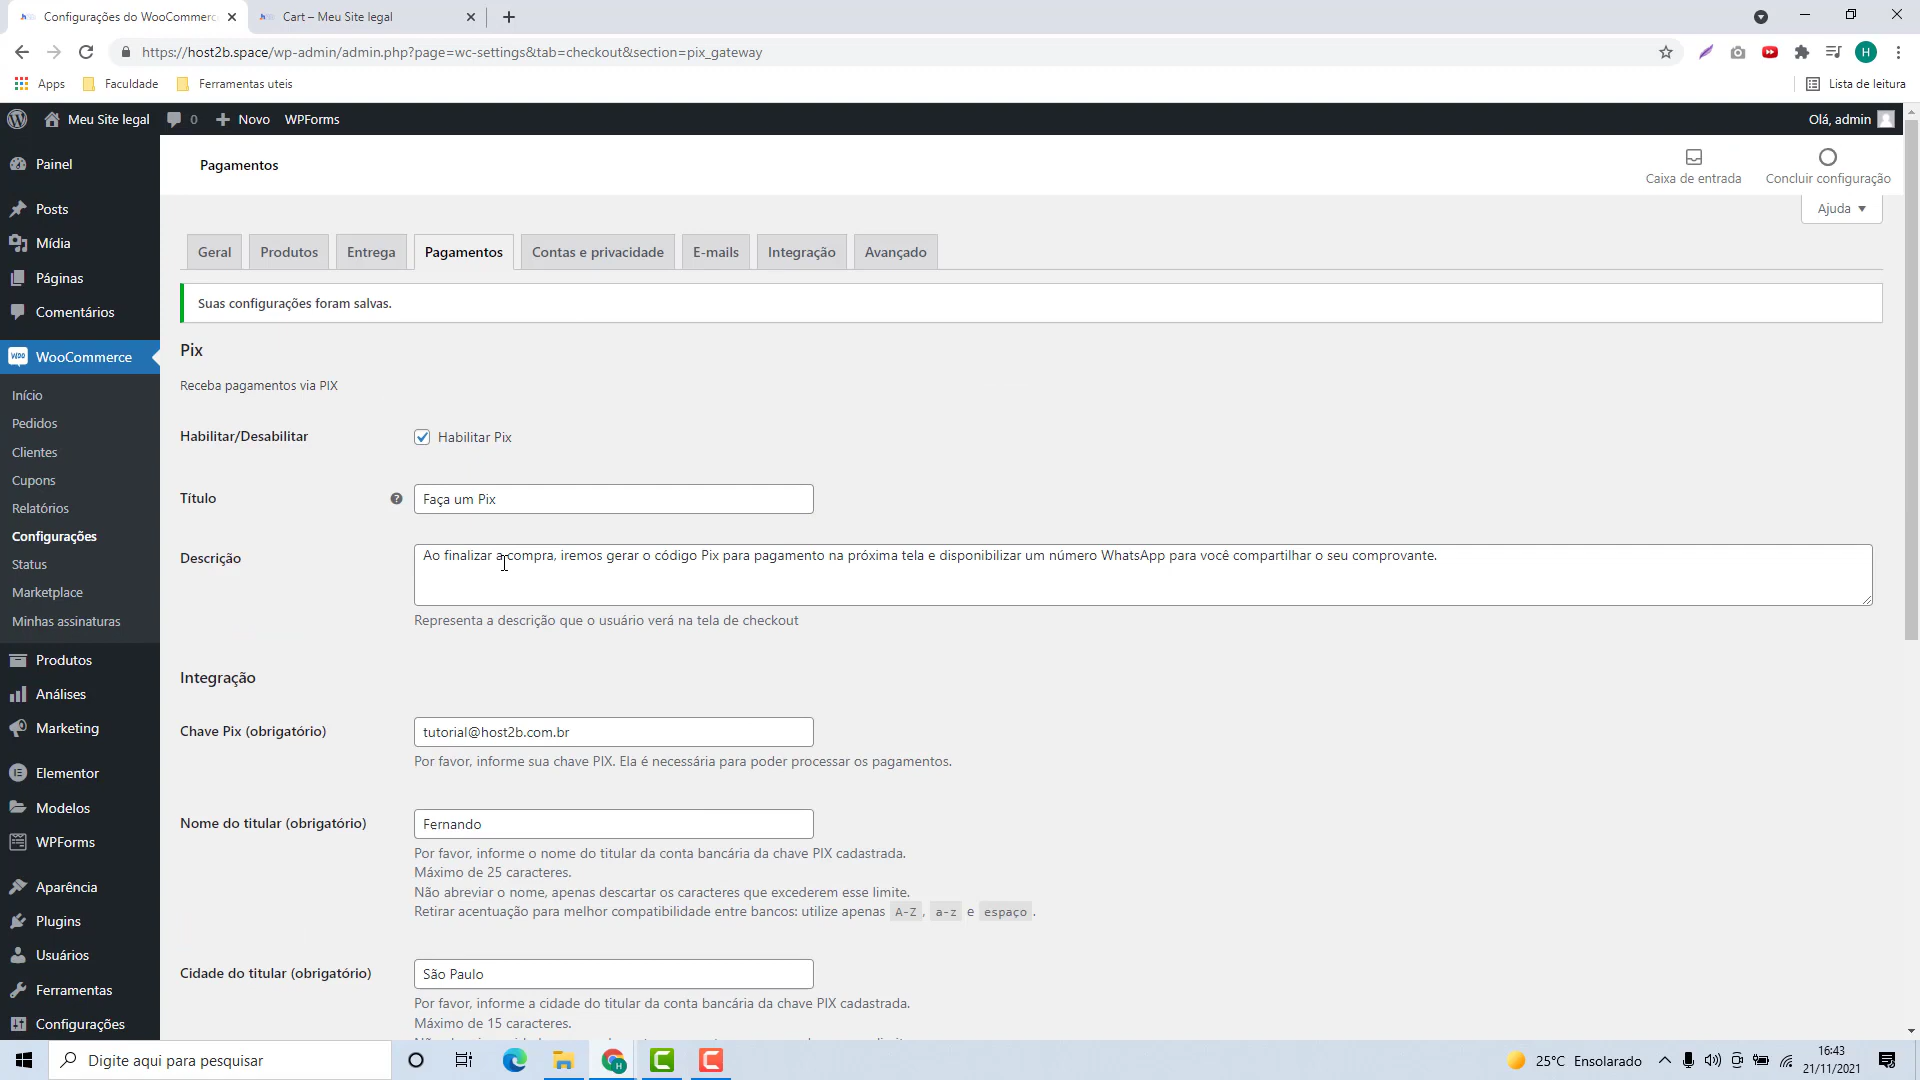 Configurações do WooCommerc
Cart – Meu Site legal
https://host2b.space/wp-admin/admin.php?page=wc-settings&tab=checkout&section=pix_gateway
H
Apps
Faculdade
Ferramentas uteis
Lista de leitura
Meu Site legal
0
Novo
WPForms
Olá, admin
Painel
Posts
Mídia
Páginas
Comentários
WooCommerce
Início
Pedidos
Clientes
Cupons
Relatórios
Configurações
Status
Marketplace
Minhas assinaturas
Produtos
Análises
Marketing
Elementor
Modelos
WPForms
Aparência
Plugins
Usuários
Ferramentas
Configurações
Pagamentos
Caixa de entrada
Concluir configuração
Ajuda
Geral
Produtos
Entrega
Pagamentos
Contas e privacidade
E-mails
Integração
Avançado
Suas configurações foram salvas.
Pix
Receba pagamentos via PIX
Habilitar/Desabilitar
Habilitar Pix
Título
Faça um Pix
Descrição
Ao finalizar a compra, iremos gerar o código Pix para pagamento na próxima tela e disponibilizar um número WhatsApp para você compartilhar o seu comprovante.
Representa a descrição que o usuário verá na tela de checkout
Integração
Chave Pix (obrigatório)
tutorial@host2b.com.br
Por favor, informe sua chave PIX. Ela é necessária para poder processar os pagamentos.
Nome do titular (obrigatório)
Fernando
Por favor, informe o nome do titular da conta bancária da chave PIX cadastrada.
Máximo de 25 caracteres.
Não abreviar o nome, apenas descartar os caracteres que excederem esse limite.
Retirar acentuação para melhor compatibilidade entre bancos: utilize apenas A-Z, a-z e espaço.
Cidade do titular (obrigatório)
São Paulo
Por favor, informe a cidade do titular da conta bancária da chave PIX cadastrada.
Máximo de 15 caracteres.
Digite aqui para pesquisar
25°C Ensolarado
16:43
21/11/2021